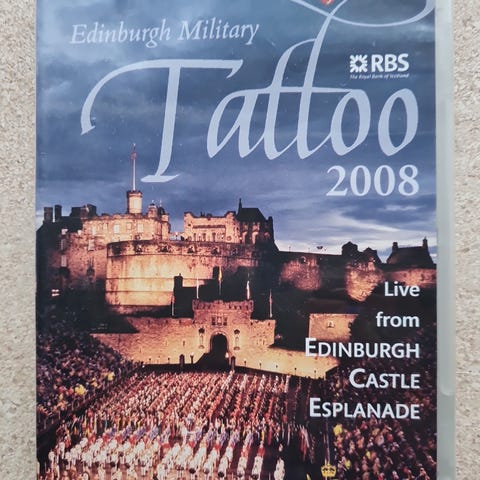 Edinburgh Military
Tattoo
RBS
The Royal Bank of Scotland
2008
Live
from
EDINBURGH
CASTLE
ESPLANADE